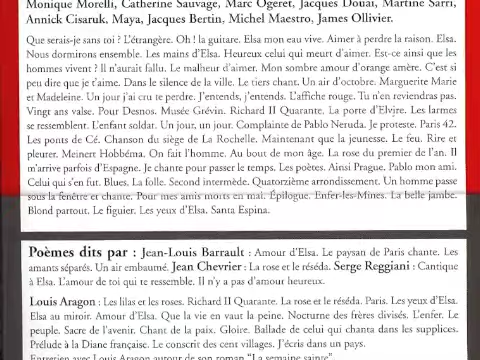 Monique Morelli, Catherine Sauvage, Marc Ogeret, Jacques Douai, Martine Sarri,
Annick Cisaruk, Maya, Jacques Bertin, Michel Maestro, James Ollivier.
Que serais-je sans toi ? L'étrangère. Oh ! la guitare. Elsa mon eau vive. Aimer à perdre la raison. Elsa.
Nous dormirons ensemble. Les mains d'Elsa. Heureux celui qui meurt d'aimer. Est-ce ainsi que les
hommes vivent ? Il n'aurait fallu. Le malheur d'aimer. Mon sombre amour d'orange amère. C'est si
peu dire que je t'aime. Dans le silence de la ville. Le tiers chant. Un air d'octobre. Marguerite Marie
et Madeleine. Un jour j'ai cru te perdre. J'entends, j'entends. L'affiche rouge. Tu n'en reviendras pas.
Vingt ans valse. Pour Desnos. Musée Grévin. Richard II Quarante. La porte d'Elvire. Les larmes
se ressemblent. L'enfant soldat. Un jour, un jour. Complainte de Pablo Neruda. Je proteste. Paris 42.
Les ponts de Cé. Chanson du siège de La Rochelle. Maintenant que la jeunesse. Le feu. Rire et
pleurer. Meinert Hobbéma. On fait l'homme. Au bout de mon âge. La rose du premier de l'an. Il
m'arrive parfois d'Espagne. Je chante pour passer le temps. Les poètes. Ainsi Prague. Pablo mon ami.
Celui qui s'en fut. Blues. La folle. Second intermède. Quatorzième arrondissement. Un homme passe
sous la fenêtre et chante. Pour mes amis morts en mai. Épilogue. Enfer-les-Mines. La belle jambe.
Blond partout. Le figuier. Les yeux d'Elsa. Santa Espina.
Poèmes dits par : Jean-Louis Barrault : Amour d'Elsa. Le paysan de Paris chante. Les
amants séparés. Un air embaumé. Jean Chevrier : La rose et le réséda. Serge Reggiani : Cantique
à Elsa. L'amour de toi qui te ressemble. Il n'y a pas d'amour heureux.
Louis Aragon : Les lilas et les roses. Richard II Quarante. La rose et le réséda. Paris. Les yeux d'Elsa.
Elsa au miroir. Amour d'Elsa. Que la vie en vaut la peine. Nocturne des frères divisés. L'enfer. Le
peuple. Sacre de l'avenir. Chant de la paix. Gloire. Ballade de celui qui chanta dans les supplices.
Prélude à la Diane française. Le conscrit des cent villages. J'écris dans un pays.
Entretien avec Louis Aragon autour de son roman "La semaine sainte".